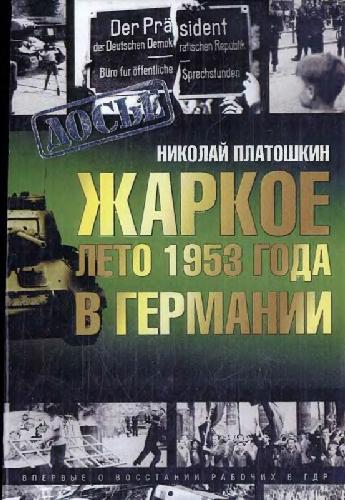 Der Präsident
der Deutschen Demokratischen Republik
Büro für öffentliche Sprechstunden
ДОСЬЕ
НИКОЛАЙ ПЛАТОШКИН
ЖАРКОЕ
ЛЕТО 1953 ГОДА
В ГЕРМАНИИ
ВПЕРВЫЕ О ВОССТАНИИ РАБОЧИХ В ГДР